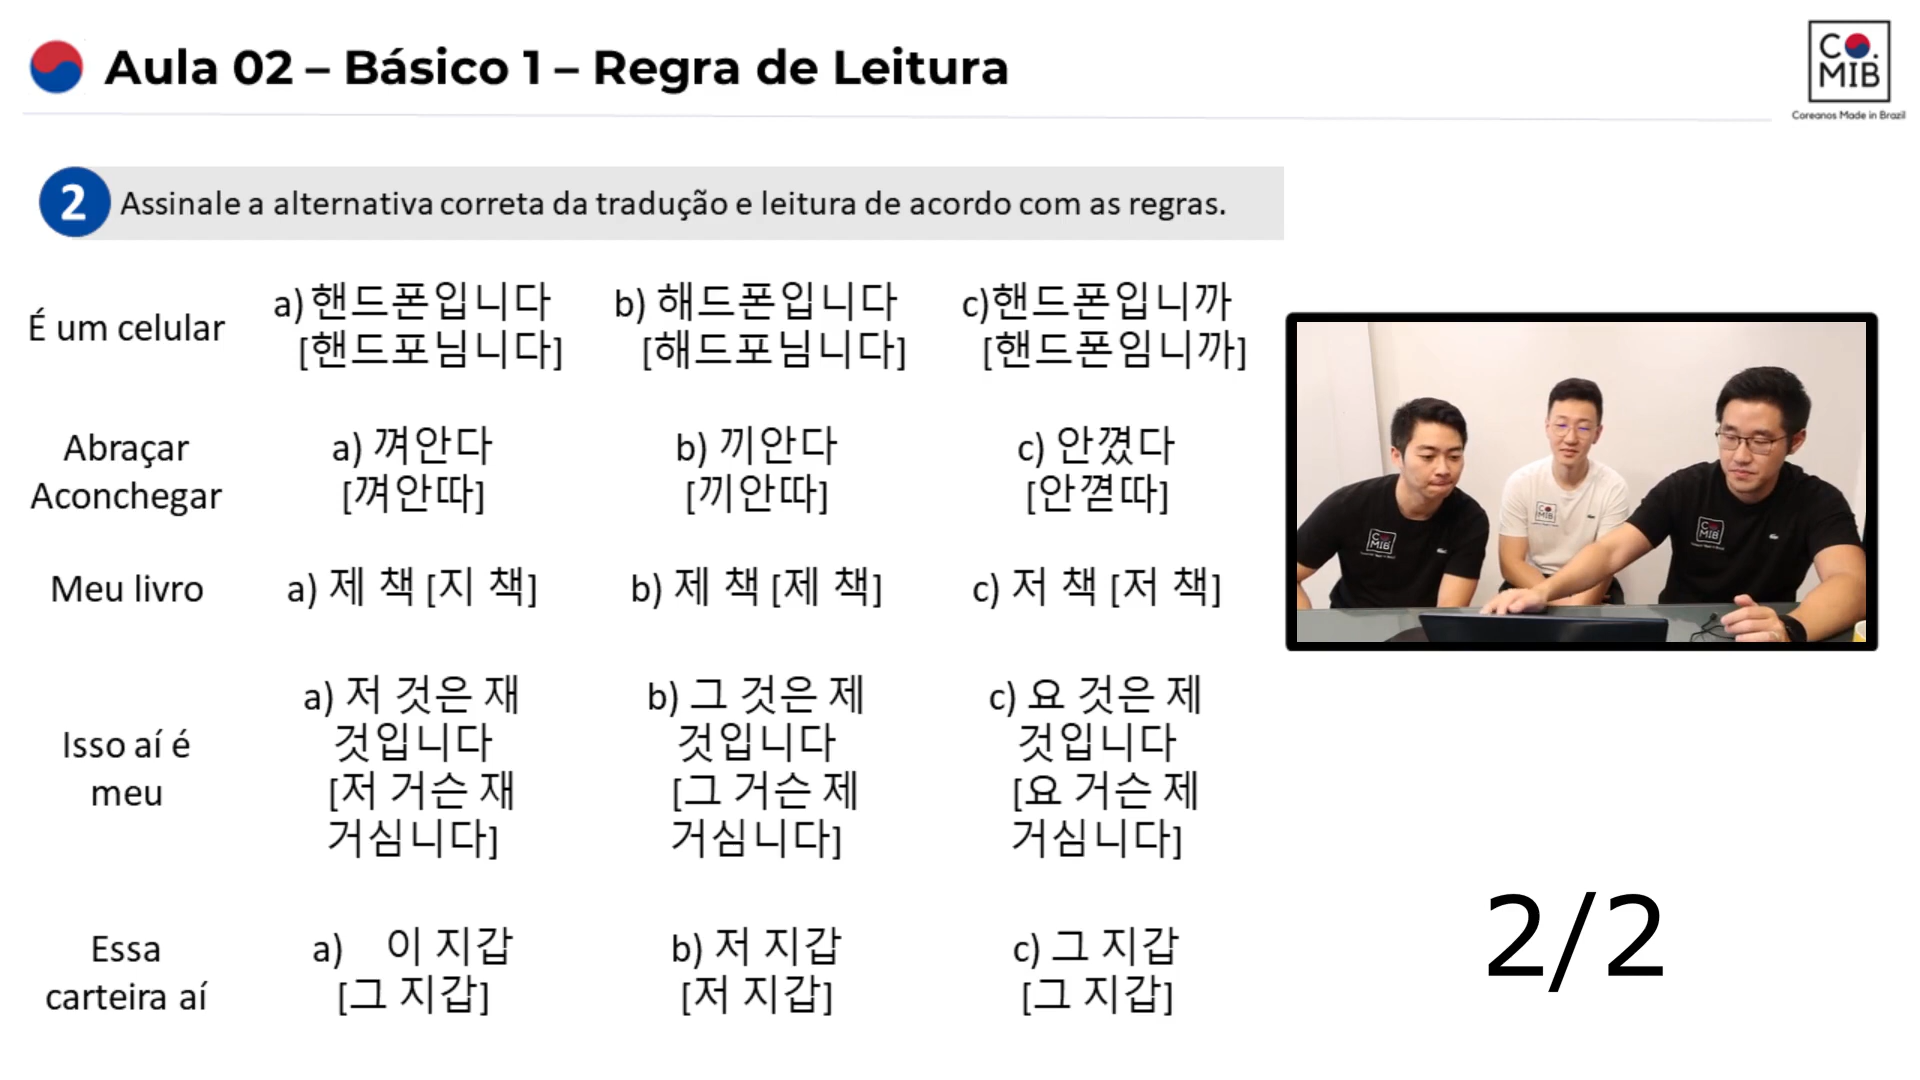 Aula 02 – Básico 1 – Regra de Leitura
CO.
MIB
Coreanos Made in Brazil
2 Assinale a alternativa correta da tradução e leitura de acordo com as regras.
É um celular
a) 핸드폰입니다
[핸드포님니다]
b) 해드폰입니다
[해드포님니다]
c)핸드폰입니까
[핸드폰임니까]
Abraçar
Aconchegar
a) 껴안다
[껴안따]
b) 끼안다
[끼안따]
c) 안꼈다
[안껻따]
Meu livro
a) 제 책 [지 책]
b) 제 책 [제 책]
c) 저 책 [저 책]
Isso aí é
meu
a) 저 것은 재
것입니다
[저 거슨 재
거심니다]
b) 그 것은 제
것입니다
[그 거슨 제
거심니다]
c) 요 것은 제
것입니다
[요 거슨 제
거심니다]
Essa
carteira aí
a) 이 지갑
[그 지갑]
b) 저 지갑
[저 지갑]
c) 그 지갑
[그 지갑]
CO.
MIB
CO.
MIB
CO.
MIB
2/2